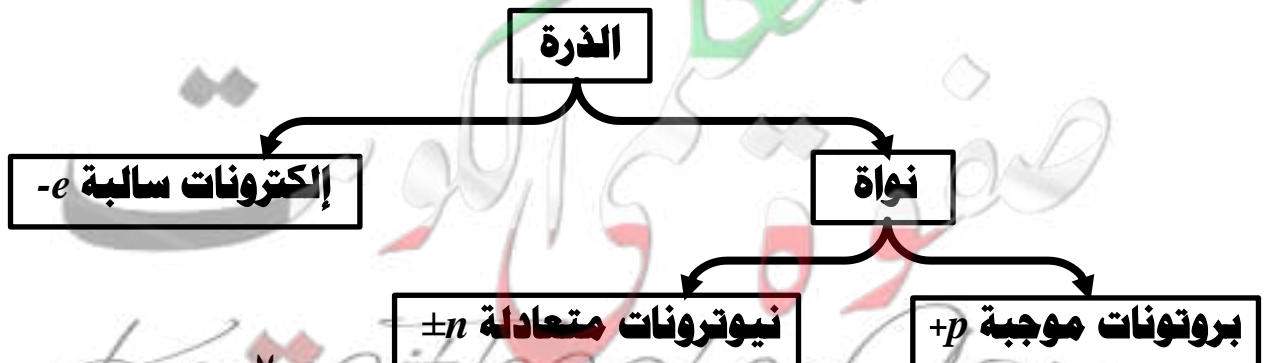 الذرة
نواة
إلكترونات سالبة e-
بروتونات موجبة p+
نيوترونات متعادلة n±